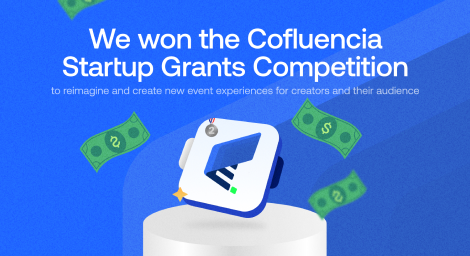 We won the Cofluencia
Startup Grants Competition
to reimagine and create new event experiences for creators and their audience
2
$
$
$